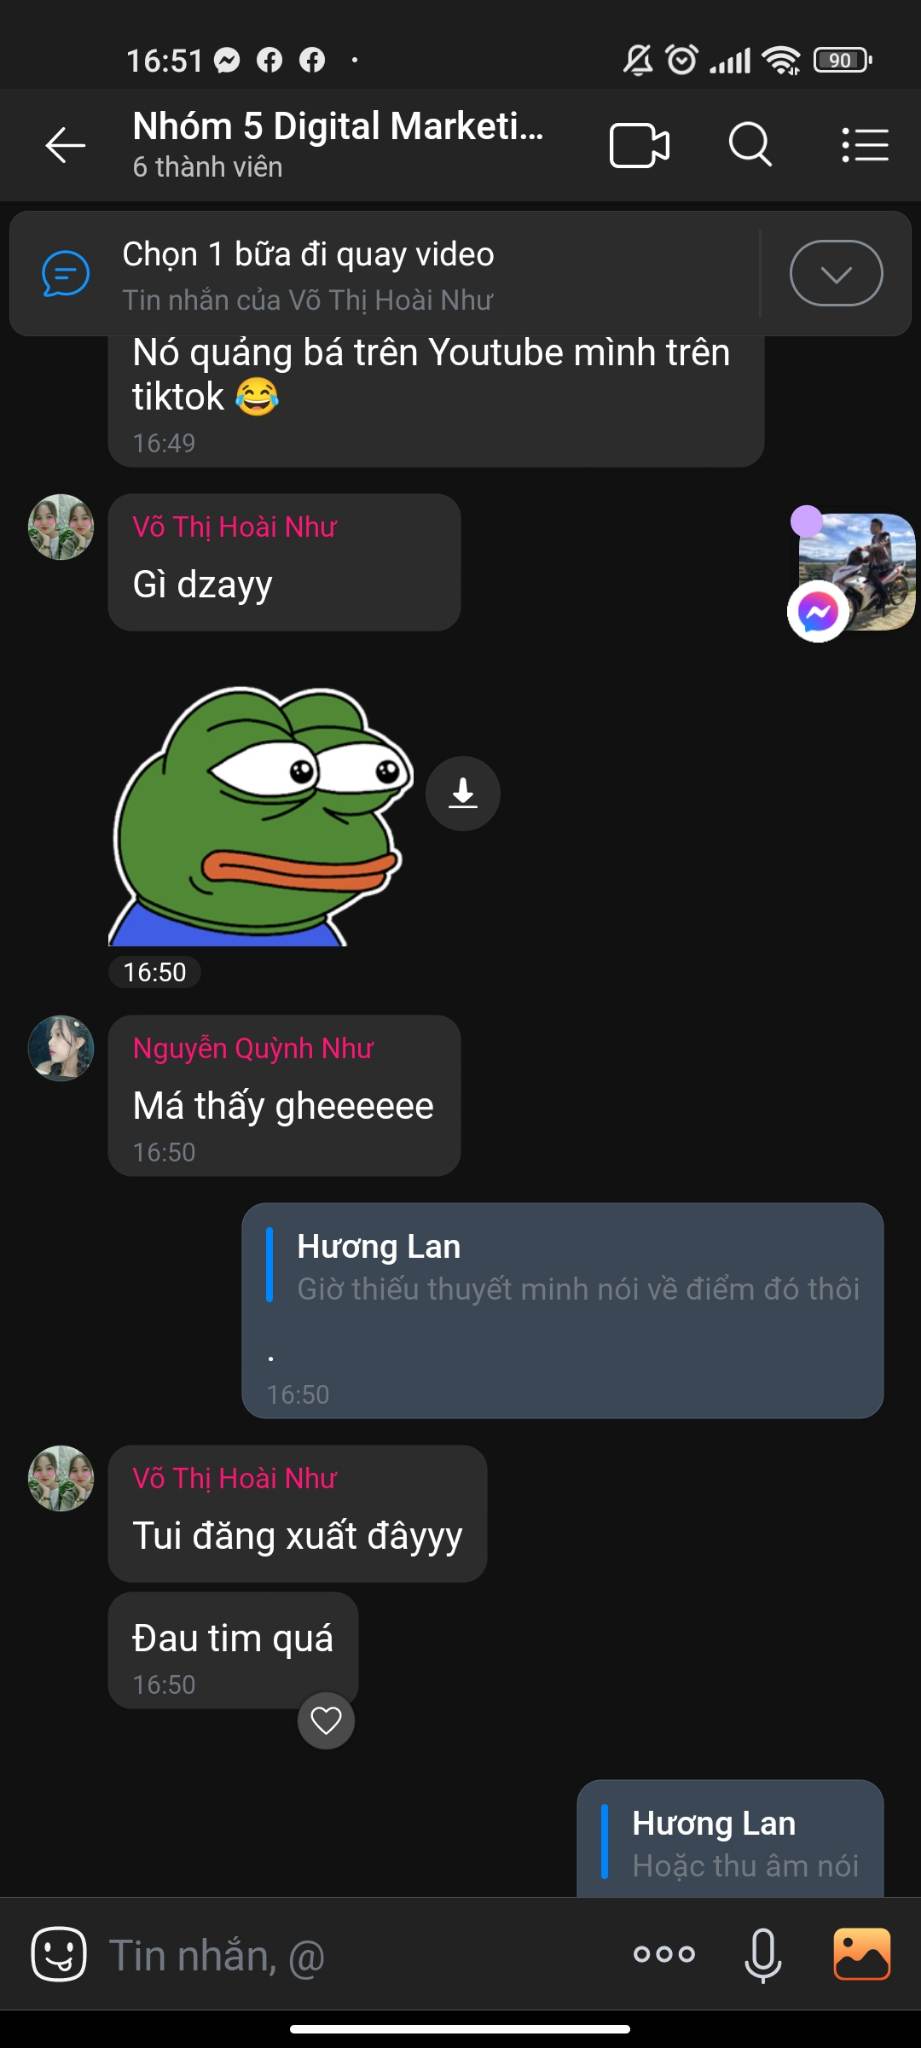 16:51
90
Nhóm 5 Digital Marketi...
6 thành viên
Chọn 1 bữa đi quay video
Tin nhắn của Võ Thị Hoài Như
Nó quảng bá trên Youtube mình trên
tiktok 😂
16:49
Võ Thị Hoài Như
Gì dzayy
16:50
Nguyễn Quỳnh Như
Má thấy gheeeeee
16:50
Hương Lan
Giờ thiếu thuyết minh nói về điểm đó thôi
.
16:50
Võ Thị Hoài Như
Tui đăng xuất đâyyy
Đau tim quá
16:50
Hương Lan
Hoặc thu âm nói
Tin nhắn, @